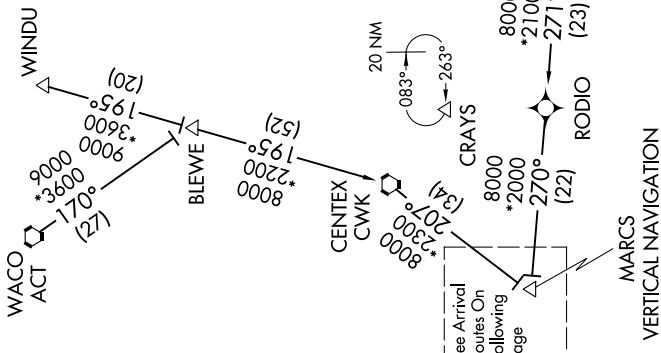 WINDU
(20)
195°
*3600
9000
WACO
ACT
9000
*3600
170°
(27)
BLEWE
(52)
195°
*2200
8000
CENTEX
CWK
(34)
207°
*2300
8000
20 NM
083°
263°
CRAYS
8000
*2100
271°
(23)
RODIO
8000
*2000
270°
(22)
ee Arrival
outes On
ollowing
age
MARCS
VERTICAL NAVIGATION